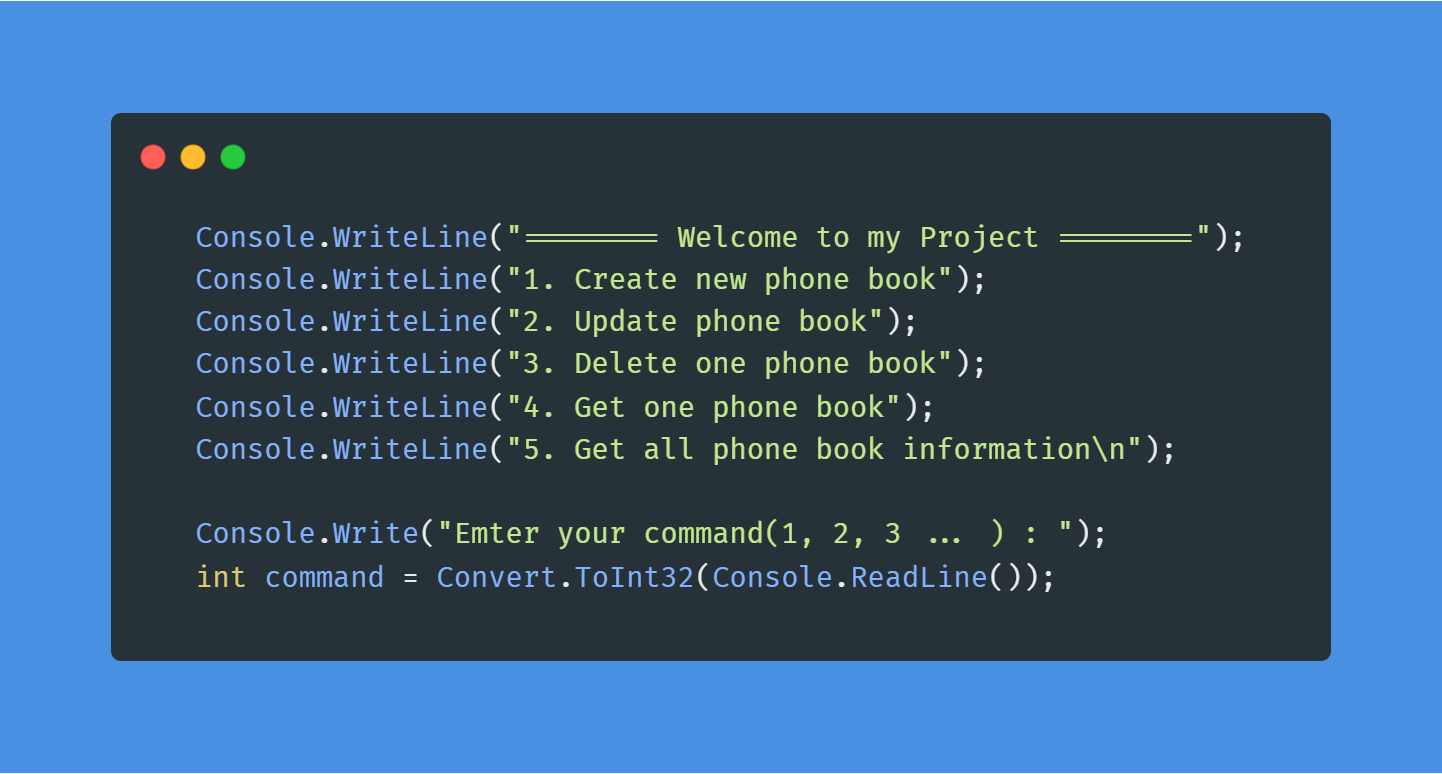 Console.WriteLine("======== Welcome to my Project ========");
Console.WriteLine("1. Create new phone book");
Console.WriteLine("2. Update phone book");
Console.WriteLine("3. Delete one phone book");
Console.WriteLine("4. Get one phone book");
Console.WriteLine("5. Get all phone book information\n");
Console.Write("Emter your command(1, 2, 3 ... ) : ");
int command = Convert.ToInt32(Console.ReadLine());